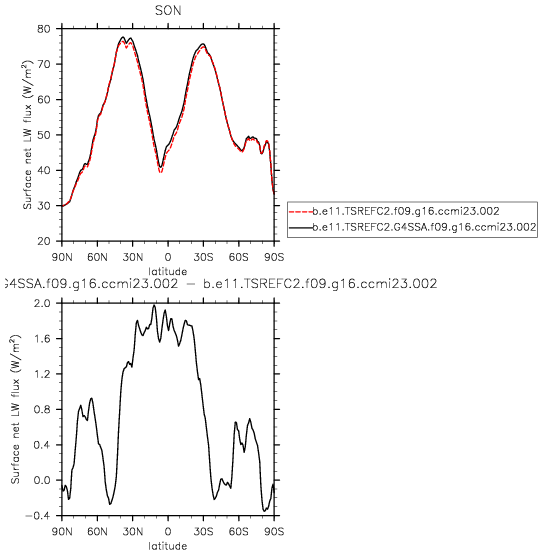 SON
Surface net LW flux (W/m²)
80
70
60
50
40
30
20
90N 60N 30N 0 30S 60S 90S
latitude
b.e11.TSREFC2.f09.g16.ccmi23.002
b.e11.TSREFC2.G4SSA.f09.g16.ccmi23.002
G4SSA.f09.g16.ccmi23.002 − b.e11.TSREFC2.f09.g16.ccmi23.002
Surface net LW flux (W/m²)
2.0
1.6
1.2
0.8
0.4
0.0
−0.4
90N 60N 30N 0 30S 60S 90S
latitude